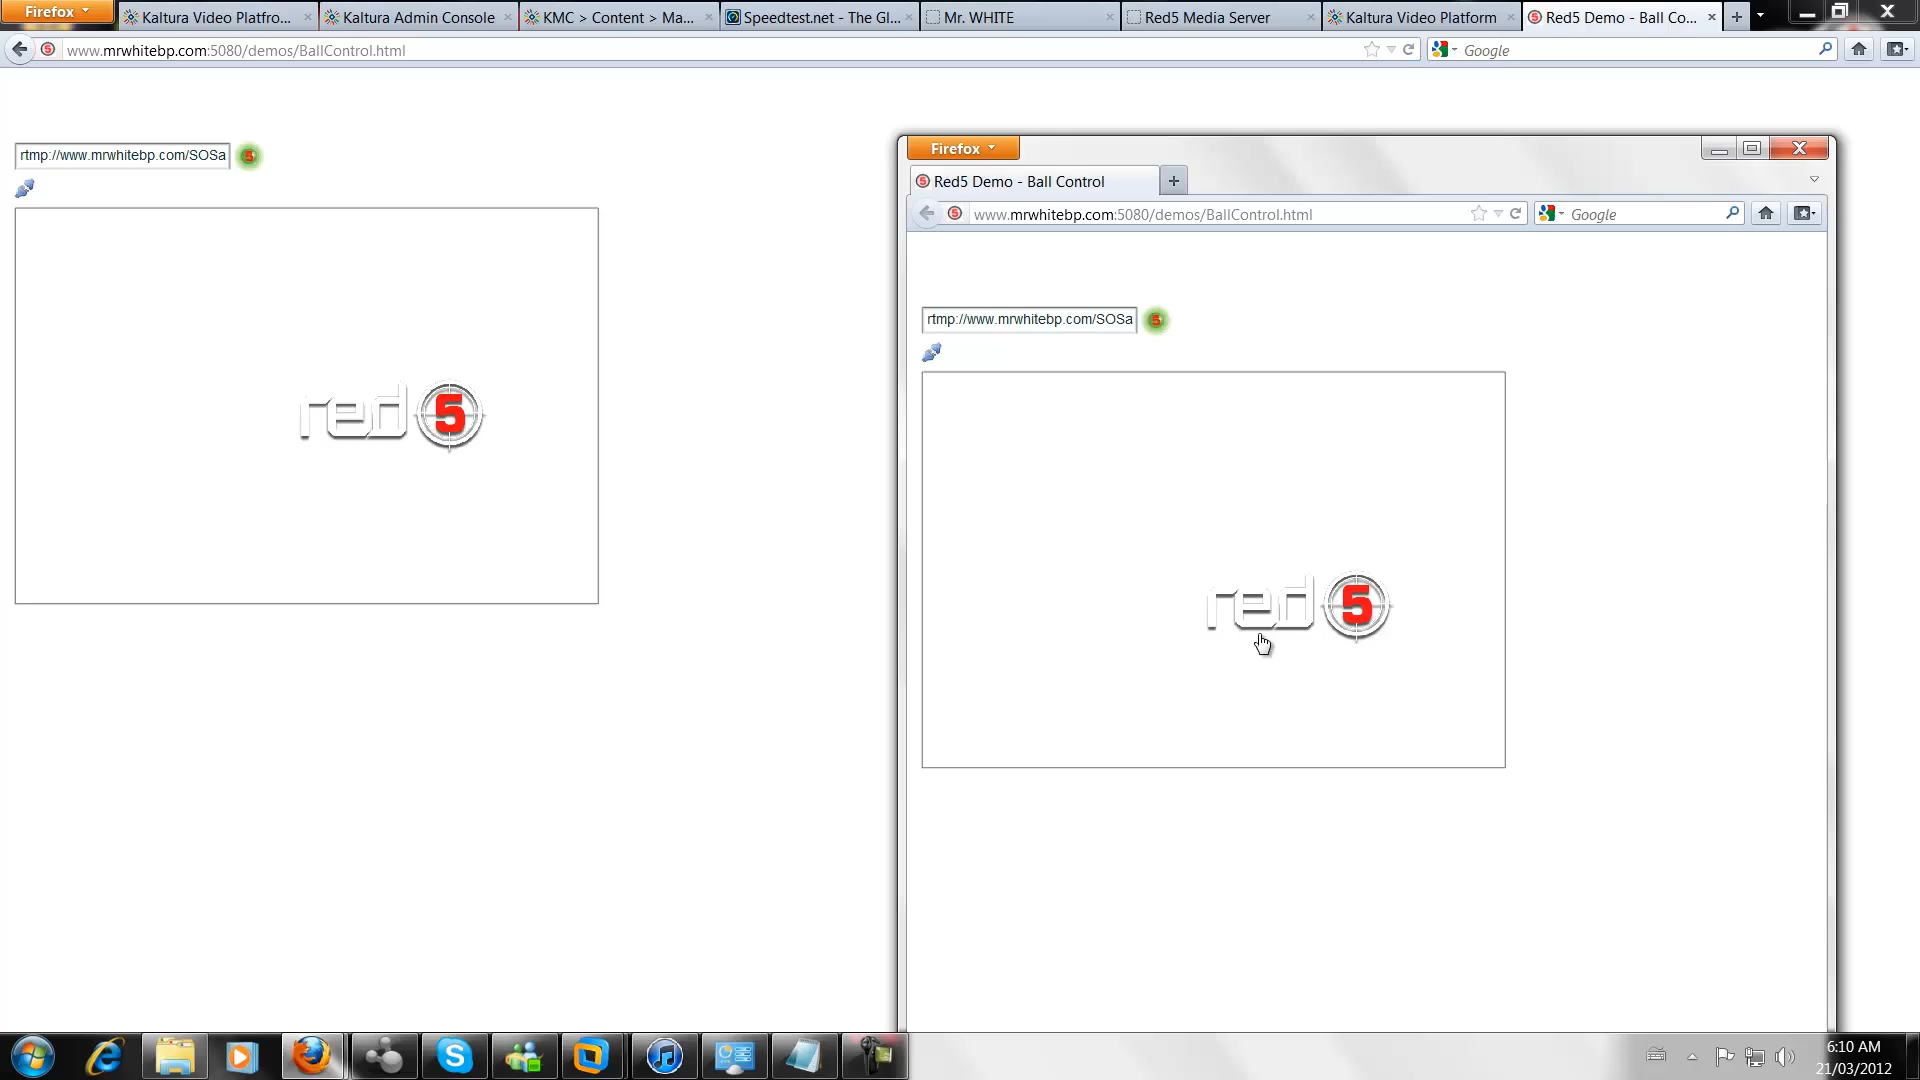 Firefox
Kaltura Video Platfro...
Kaltura Admin Console
KMC > Content > Ma...
Speedtest.net - The Gl...
Mr. WHITE
Red5 Media Server
Kaltura Video Platform
Red5 Demo - Ball Co...
www.mrwhitebp.com:5080/demos/BallControl.html
Google
rtmp://www.mrwhitebp.com/SOSa
5
red 5
Firefox
Red5 Demo - Ball Control
www.mrwhitebp.com:5080/demos/BallControl.html
Google
rtmp://www.mrwhitebp.com/SOSa
5
red 5
6:10 AM
21/03/2012